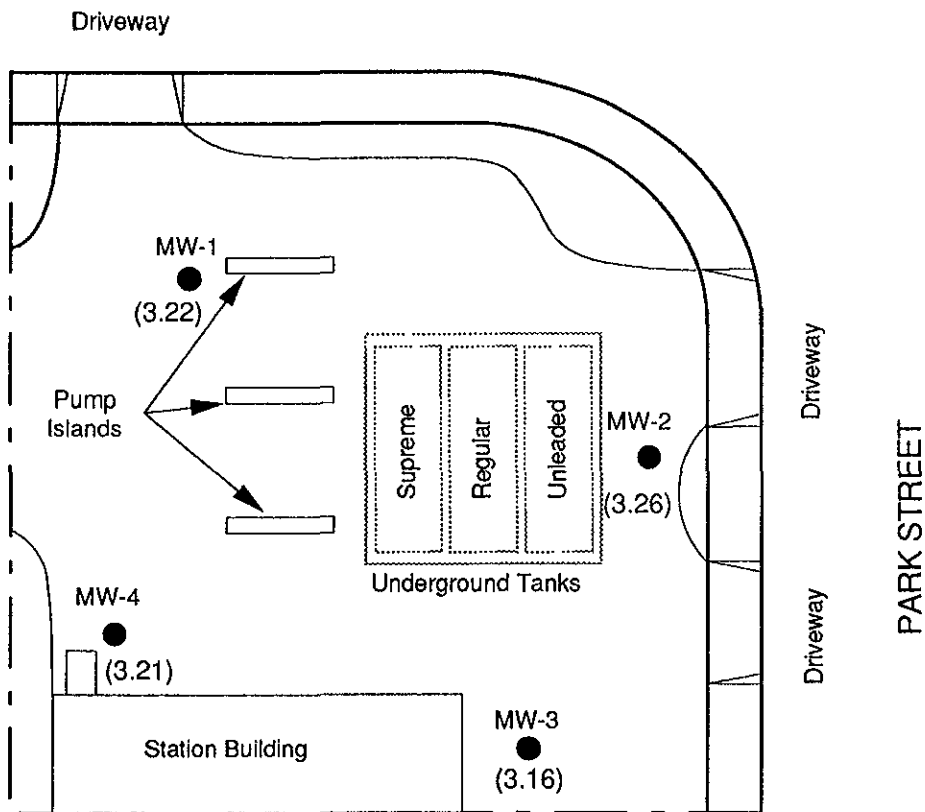 Driveway
MW-1
(3.22)
Pump
Islands
Supreme
Regular
Unleaded
MW-2
(3.26)
Underground Tanks
Driveway
PARK STREET
MW-4
(3.21)
Driveway
Station Building
MW-3
(3.16)